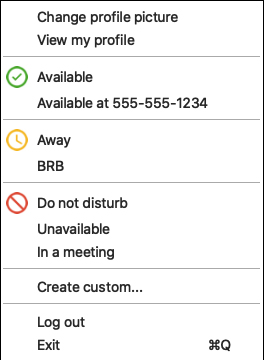 Change profile picture
View my profile
Available
Available at 555-555-1234
Away
BRB
Do not disturb
Unavailable
In a meeting
Create custom...
Log out
Exit ⌘Q